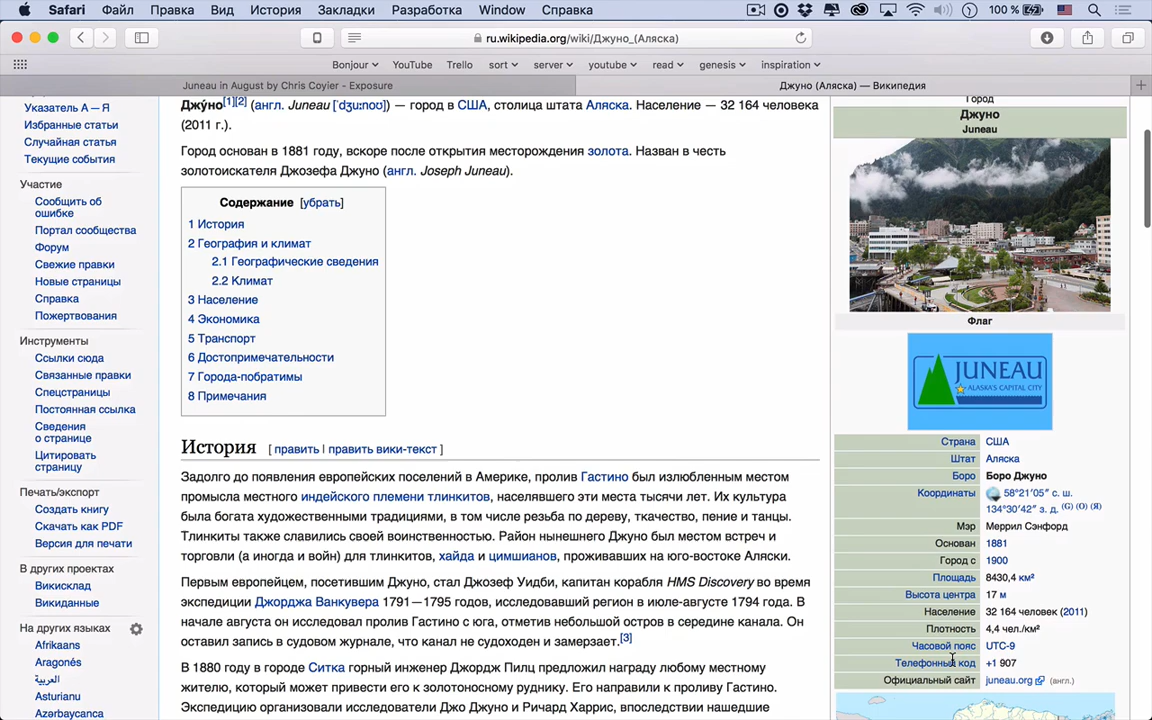 Safari Файл Правка Вид История Закладки Разработка Window Справка 100 %
ru.wikipedia.org/wiki/Джуно_(Аляска)
Bonjour YouTube Trello sort server youtube read genesis inspiration
Juneau in August by Chris Coyier - Exposure
Джуно (Аляска) — Википедия
Указатель А — Я
Избранные статьи
Случайная статья
Текущие события
Участие
Сообщить об
ошибке
Портал сообщества
Форум
Свежие правки
Новые страницы
Справка
Пожертвования
Инструменты
Ссылки сюда
Связанные правки
Спецстраницы
Постоянная ссылка
Сведения
о странице
Цитировать
страницу
Печать/экспорт
Создать книгу
Скачать как PDF
Версия для печати
В других проектах
Викисклад
Викиданные
На других языках
Afrikaans
Aragonés
العربية
Asturianu
Azərbaycanca
Джу́но[1][2] (англ. Juneau [ˈdʒuːnoʊ]) — город в США, столица штата Аляска. Население — 32 164 человека
(2011 г.).
Город основан в 1881 году, вскоре после открытия месторождения золота. Назван в честь
золотоискателя Джозефа Джуно (англ. Joseph Juneau).
Содержание [убрать]
1 История
2 География и климат
2.1 Географические сведения
2.2 Климат
3 Население
4 Экономика
5 Транспорт
6 Достопримечательности
7 Города-побратимы
8 Примечания
История [ править | править вики-текст ]
Задолго до появления европейских поселений в Америке, пролив Гастино был излюбленным местом
промысла местного индейского племени тлинкитов, населявшего эти места тысячи лет. Их культура
была богата художественными традициями, в том числе резьба по дереву, ткачество, пение и танцы.
Тлинкиты также славились своей воинственностью. Район нынешнего Джуно был местом встреч и
торговли (а иногда и войн) для тлинкитов, хайда и цимшианов, проживавших на юго-востоке Аляски.
Первым европейцем, посетившим Джуно, стал Джозеф Уидби, капитан корабля HMS Discovery во время
экспедиции Джорджа Ванкувера 1791—1795 годов, исследовавший регион в июле-августе 1794 года. В
начале августа он исследовал пролив Гастино с юга, отметив небольшой остров в середине канала. Он
оставил запись в судовом журнале, что канал не судоходен и замерзает.[3]
В 1880 году в городе Ситка горный инженер Джордж Пилц предложил награду любому местному
жителю, который может привести его к золотоносному руднику. Его направили к проливу Гастино.
Экспедицию организовали исследователи Джо Джуно и Ричард Харрис, впоследствии нашедшие
Город
Джуно
Juneau
Флаг
JUNEAU
ALASKA'S CAPITAL CITY
Страна США
Штат Аляска
Боро Боро Джуно
Координаты 58°21′05″ с. ш.
134°30′42″ з. д. (G) (O) (Я)
Мэр Меррил Сэнфорд
Основан 1881
Город с 1900
Площадь 8430,4 км²
Высота центра 17 м
Население 32 164 человек (2011)
Плотность 4,4 чел./км²
Часовой пояс UTC-9
Телефонный код +1 907
Официальный сайт juneau.org (англ.)